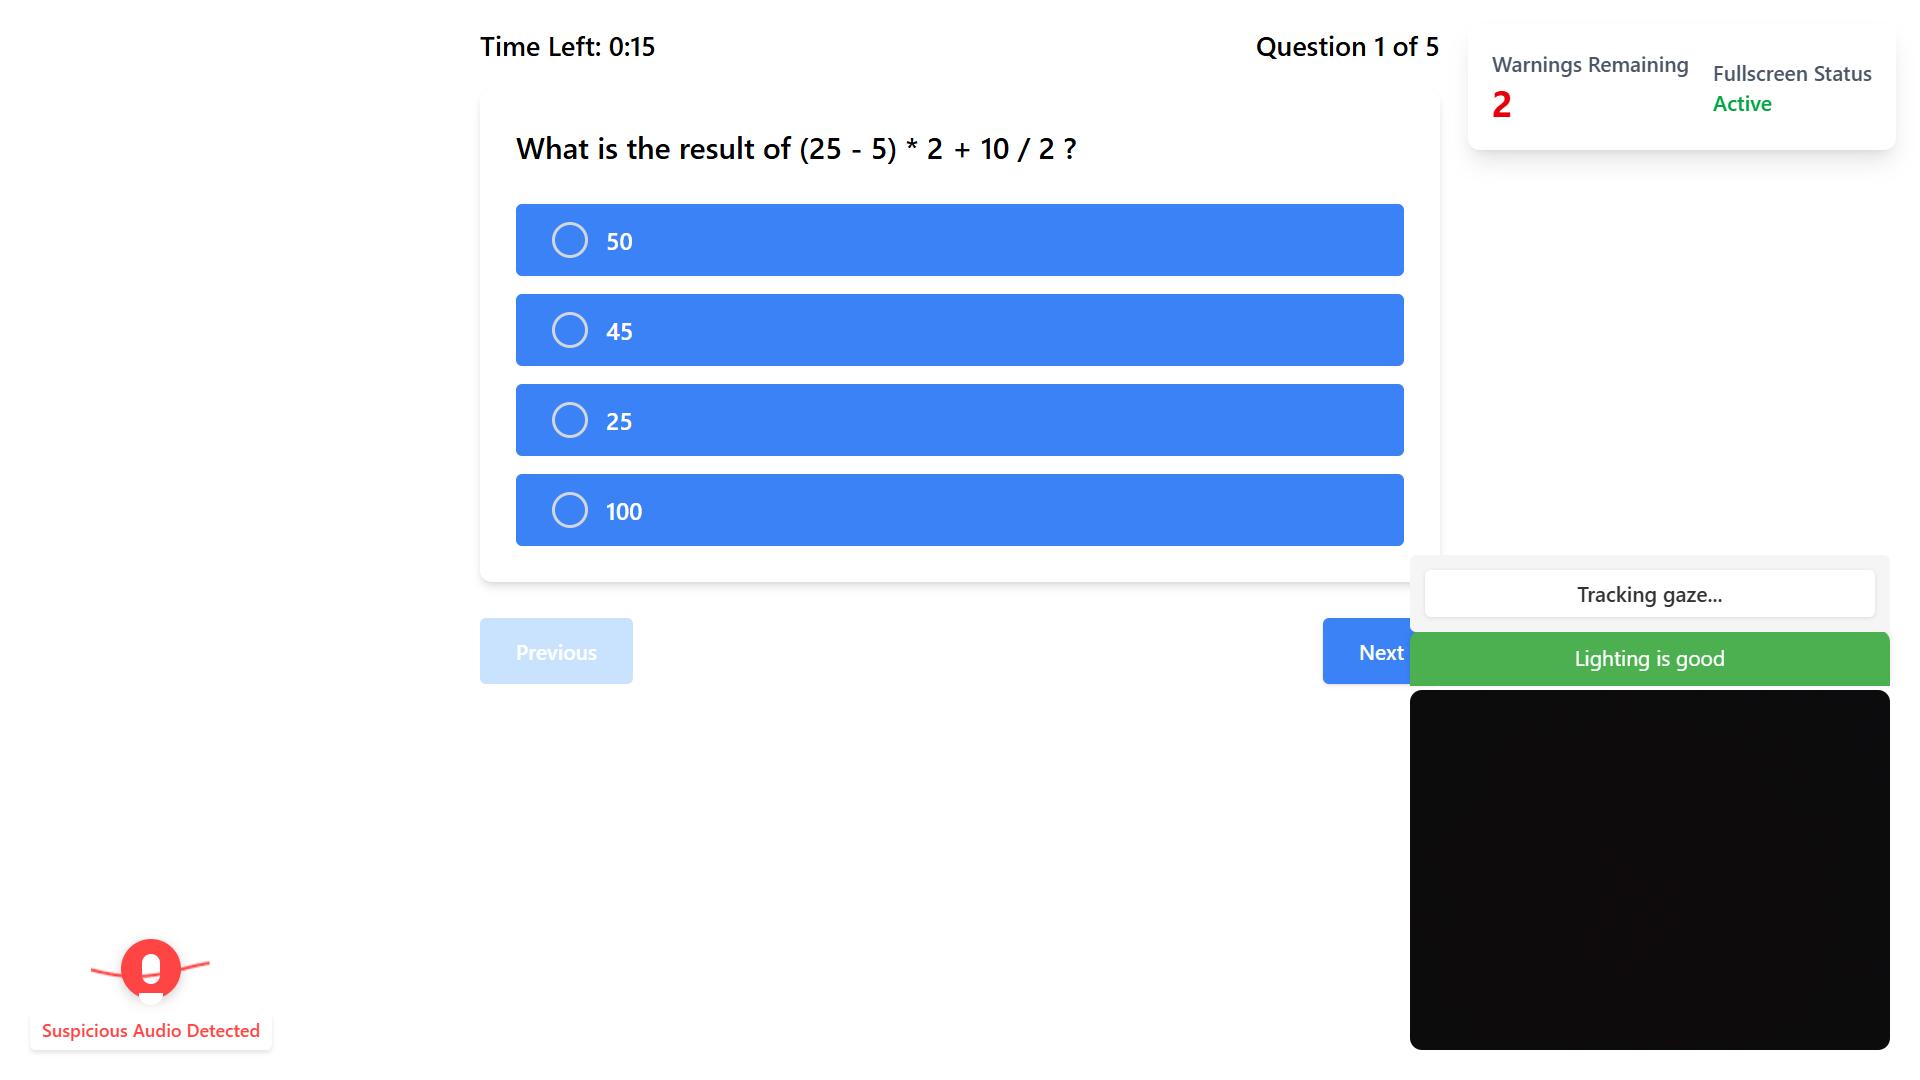 Time Left: 0:15
Question 1 of 5
Warnings Remaining
2
Fullscreen Status
Active
What is the result of (25 - 5) * 2 + 10 / 2 ?
50
45
25
100
Previous
Next
Tracking gaze...
Lighting is good
Suspicious Audio Detected